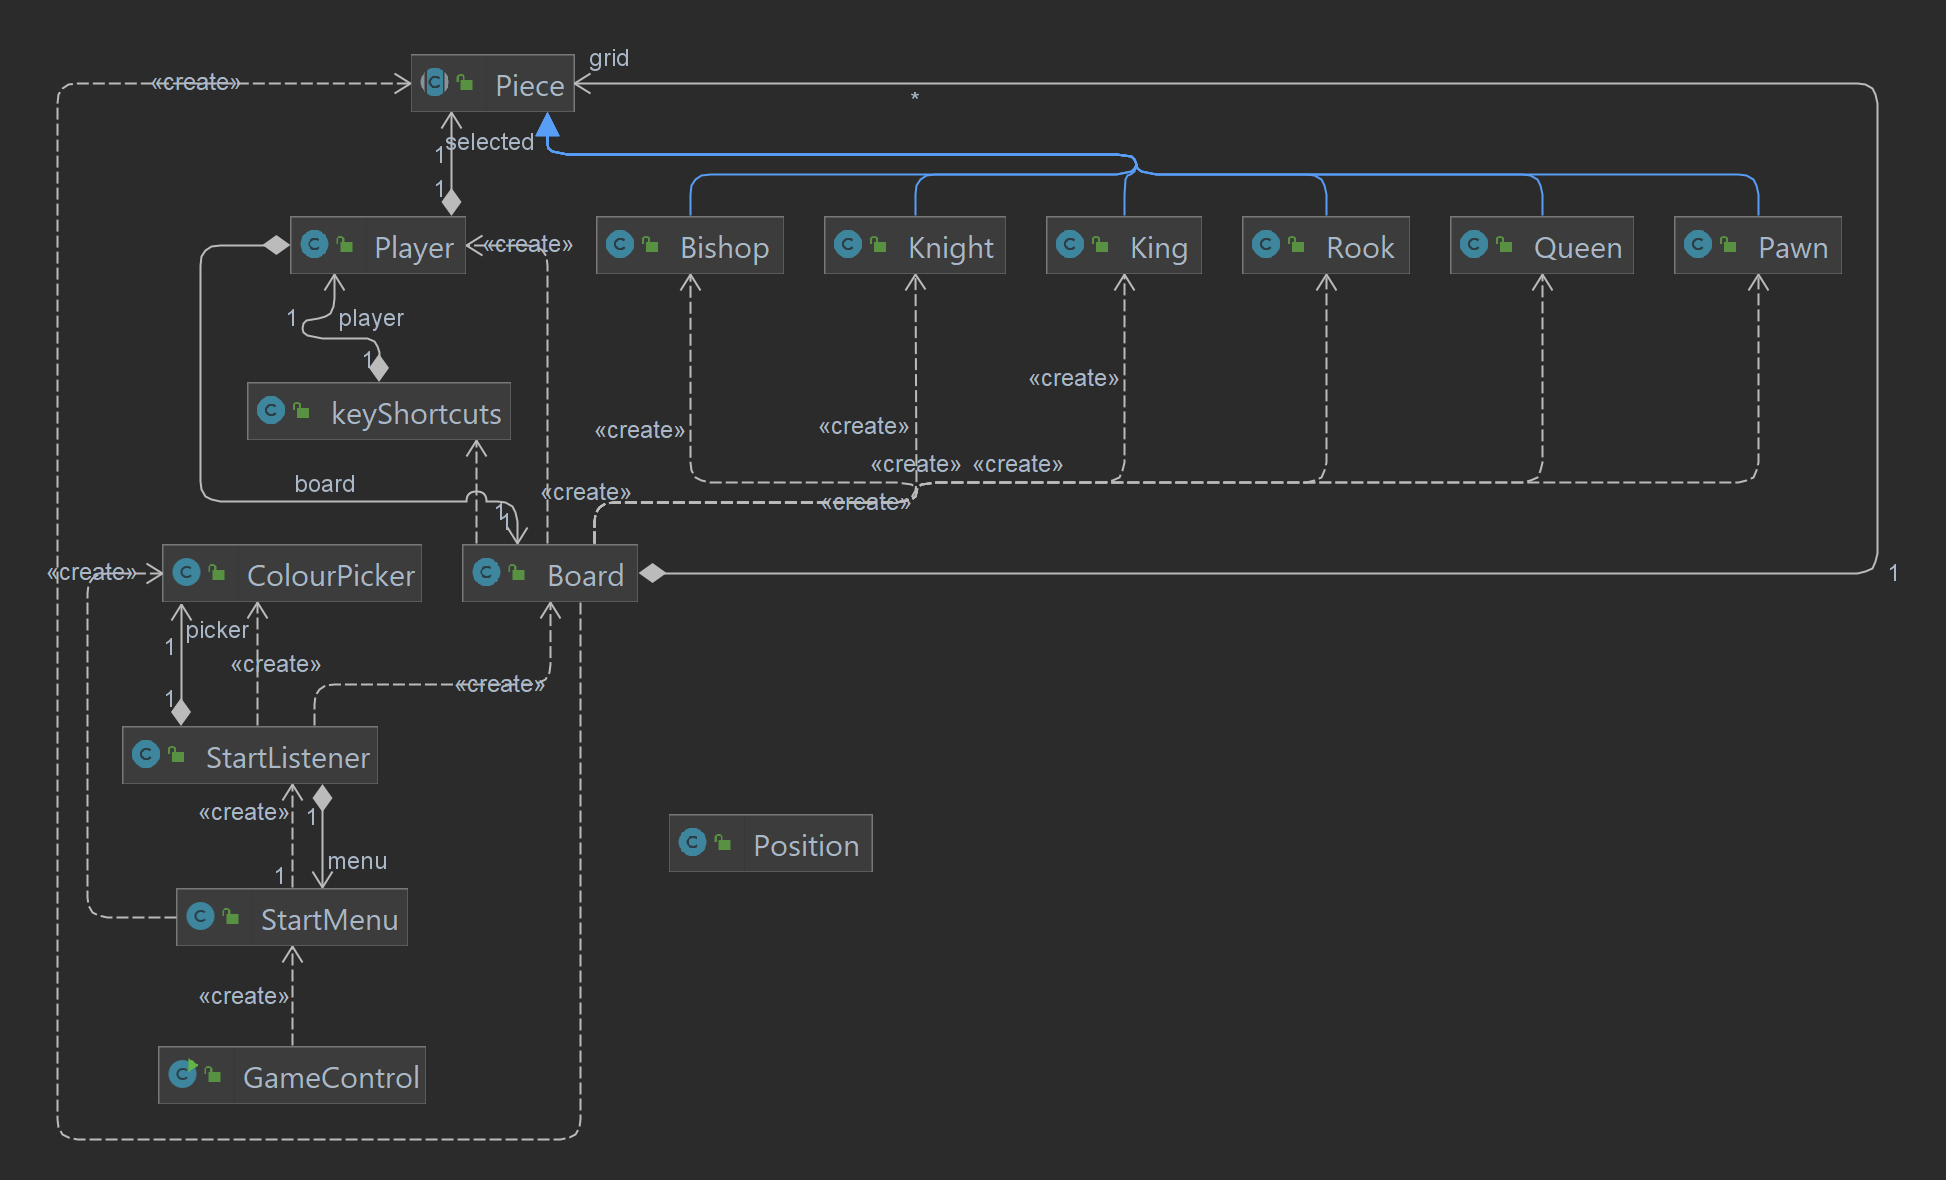 grid
«create»
C Piece
*
selected
1
1
C Player
«create»
C Bishop
C Knight
C King
C Rook
C Queen
C Pawn
1 player
1
«create»
C keyShortcuts
«create»
«create»
«create» «create»
board
«create»
«create»
1
1
«create»
C ColourPicker
C Board
1
picker
1
«create»
«create»
1
C StartListener
«create»
1
C Position
menu
1
C StartMenu
«create»
C GameControl